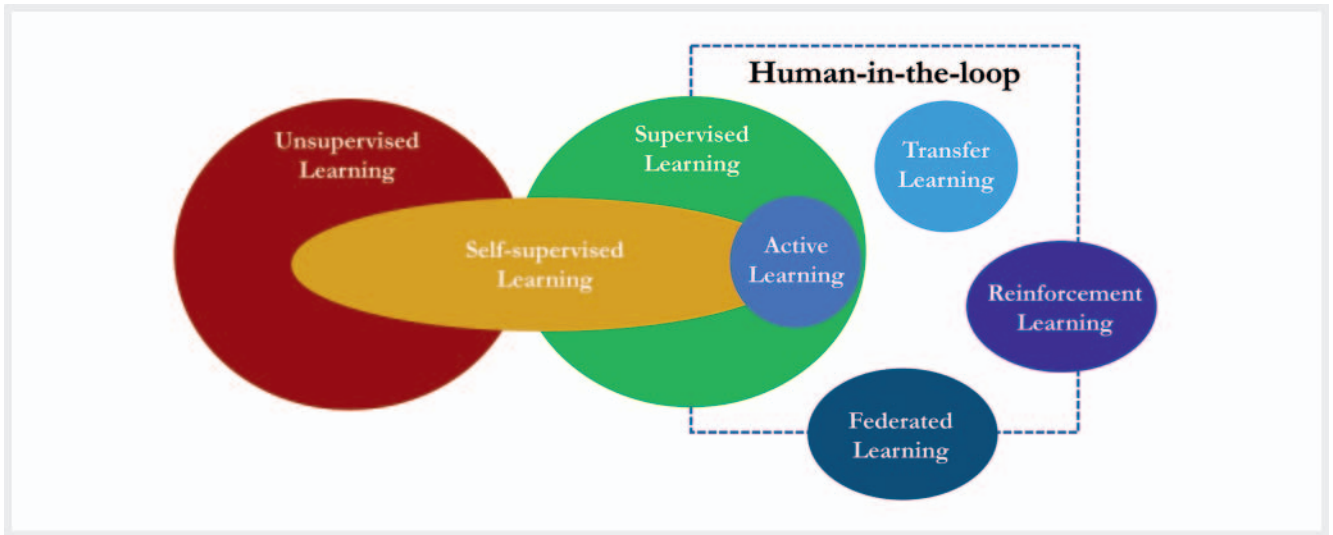 Human-in-the-loop
Unsupervised
Learning
Supervised
Learning
Transfer
Learning
Self-supervised
Learning
Active
Learning
Reinforcement
Learning
Federated
Learning